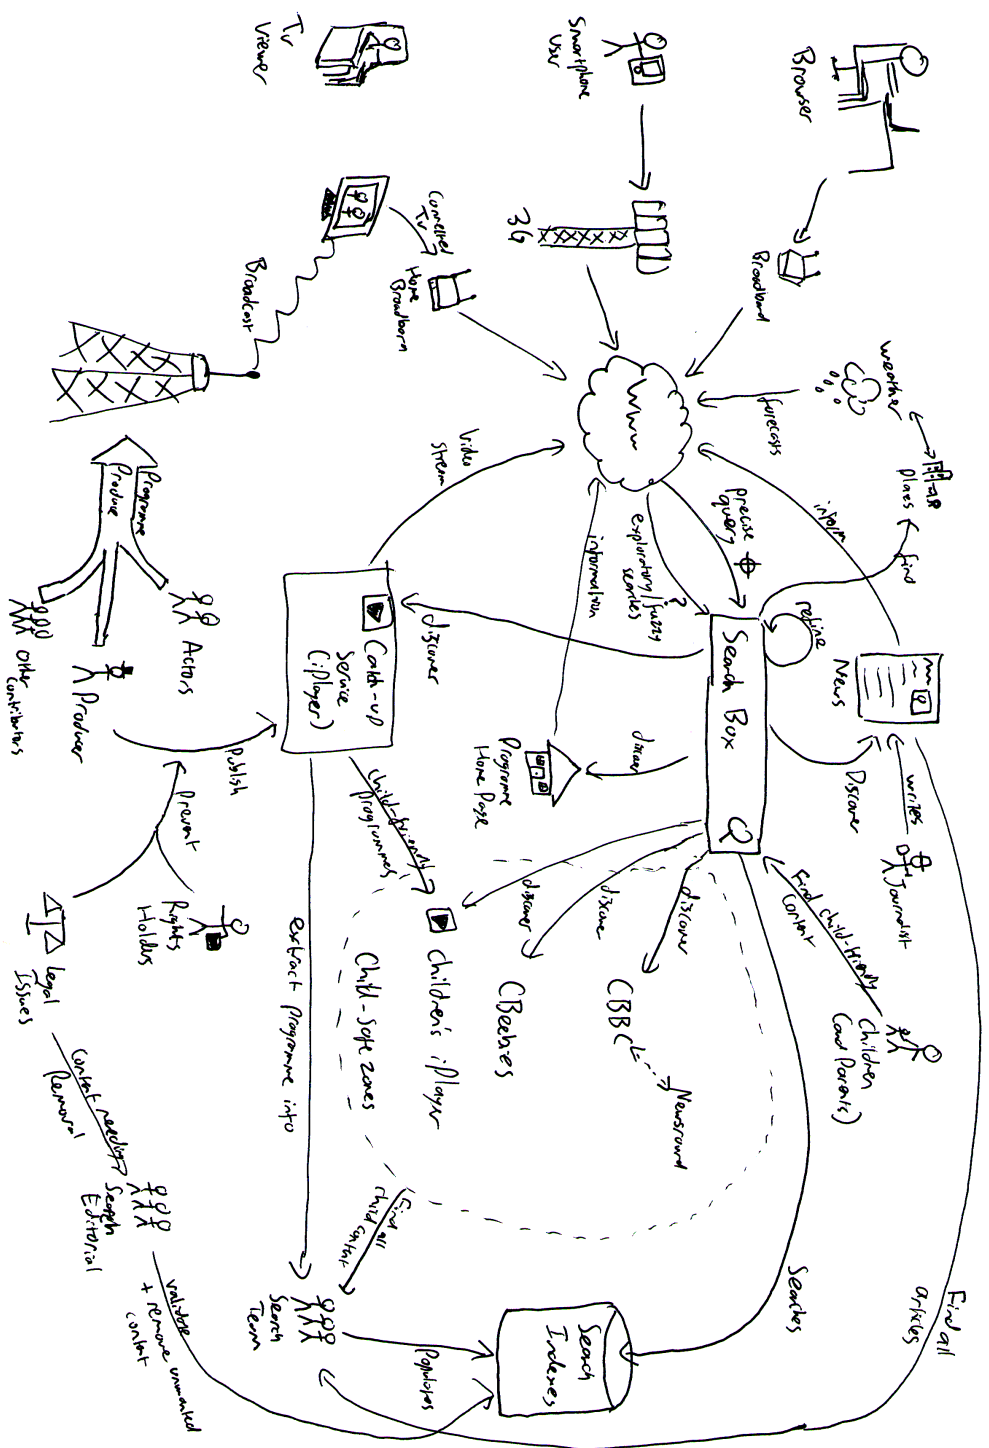 Tv
Viewer
Smartphone
User
Browser
Connected
Tv
Home
Broadband
3G
Broadband
Broadcast
Weather
Places
forecasts
WWW
Video
stream
precise
query
exploratory/fuzzy
searches
?
information
inform
find
refine
Programme
Produce
Actors
Producer
Other
Contributors
Publish
Prevent
Catch-up
Service
(iPlayer)
discover
Search Box
discover
Programme
Home Page
News
Discover
writes
Journalist
Find child-friendly
Content
Children
(and Parents)
child-friendly
programmes
discover
discover
discover
Children's iPlayer
CBeebies
CBBC
Newsround
Child-safe zones
Rights
Holders
Legal
Issues
extract programme info
Content needing
Removal
Search
Editorial
validate
+ remove unwanted
content
Find all
child content
Search
Team
Populates
Search
Indexes
Searches
Find all
articles